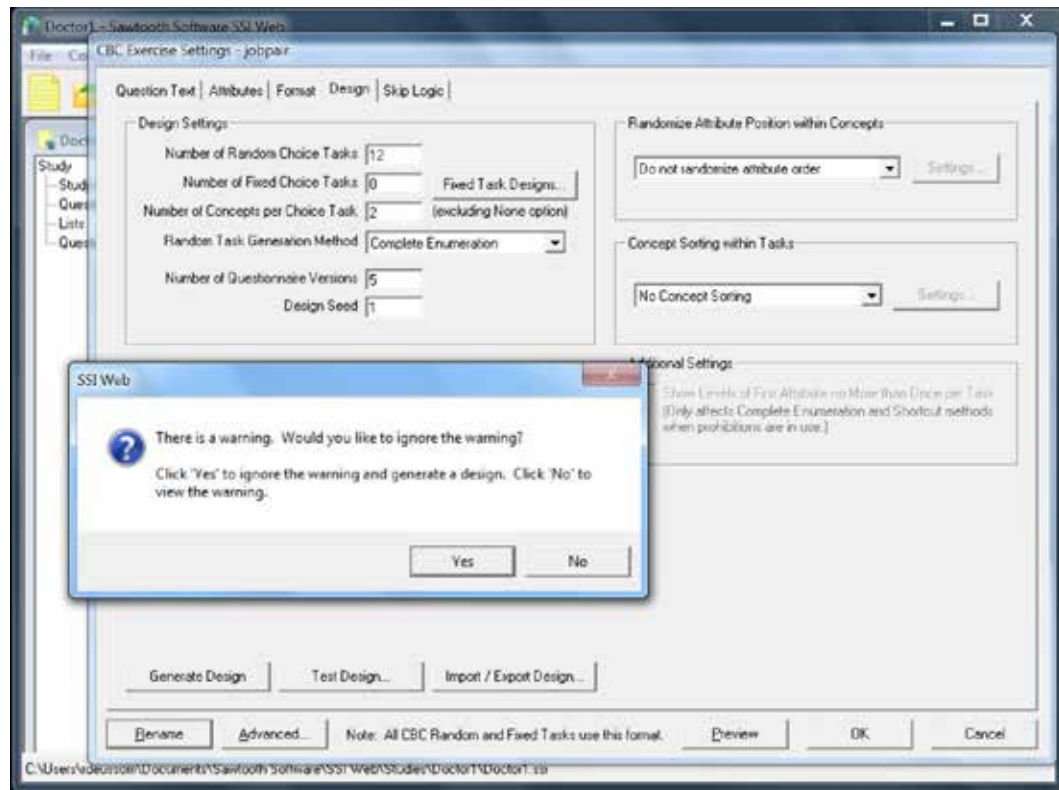 Doctor1 - Sawtooth Software SSI Web
File Co
CBC Exercise Settings - jobpair
Question Text Attributes Format Design Skip Logic
Design Settings
Number of Random Choice Tasks 12
Number of Fixed Choice Tasks 0 Fixed Task Designs...
Number of Concepts per Choice Task 2 (excluding None option)
Random Task Generation Method Complete Enumeration
Number of Questionnaire Versions 5
Design Seed 1
Randomize Attribute Position within Concepts
Do not randomize attribute order Settings...
Concept Sorting within Tasks
No Concept Sorting Settings...
Additional Settings
Show Levels of First Attribute no More than Once per Task
(Only affects Complete Enumeration and Shortcut methods
when prohibitions are in use.)
Doct
Study
Stud
Ques
Lists
Ques
SSI Web
There is a warning. Would you like to ignore the warning?
Click 'Yes' to ignore the warning and generate a design. Click 'No' to
view the warning.
Yes No
Generate Design Test Design... Import / Export Design...
Rename Advanced... Note: All CBC Random and Fixed Tasks use this format. Preview OK Cancel